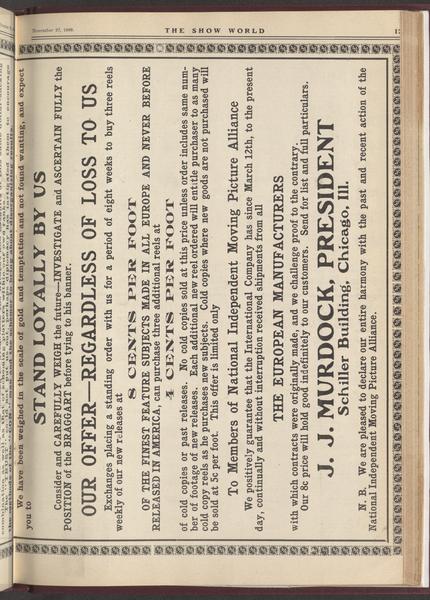 November 27, 1909.
THE SHOW WORLD
We have been weighed in the scale of gold and temptation and not found wanting, and expect
you to
STAND LOYALLY BY US
Consider and CAREFULLY WEIGH the future—INVESTIGATE and ASCERTAIN FULLY the
POSITION of the BRAGGART before tying to his banner.
OUR OFFER—REGARDLESS OF LOSS TO US
Exchanges placing a standing order with us for a period of eight weeks to buy three reels
weekly of our new releases at
8 CENTS PER FOOT
OF THE FINEST FEATURE SUBJECTS MADE IN ALL EUROPE AND NEVER BEFORE
RELEASED IN AMERICA, can purchase three additional reels at
4 CENTS PER FOOT
of cold copies or past releases. No cold copies sold at this price unless order includes same num-
ber of footage of new releases. Each additional new reel ordered will entitle purchaser to as many
cold copy reels as he purchases new subjects. Cold copies where new goods are not purchased will
be sold at 5c per foot. This offer is limited only
To Members of National Independent Moving Picture Alliance
We positively guarantee that the International Company has since March 12th, to the present
day, continually and without interruption received shipments from all
THE EUROPEAN MANUFACTURERS
with which contracts were originally made, and we challenge proof to the contrary.
Our 8c price will hold good indefinitely to our customers. Send for list and full particulars.
J. J. MURDOCK, PRESIDENT
Schiller Building, Chicago, Ill.
N. B. We are pleased to declare our entire harmony with the past and recent action of the
National Independent Moving Picture Alliance.